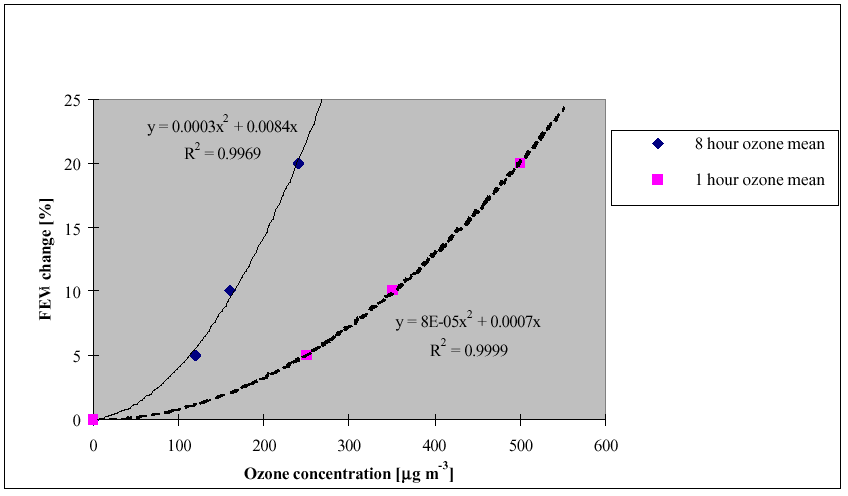 25
20
15
10
5
0
FEV₁ change [%]
y = 0.0003x² + 0.0084x
R² = 0.9969
y = 8E-05x² + 0.0007x
R² = 0.9999
0 100 200 300 400 500 600
Ozone concentration [µg m⁻³]
8 hour ozone mean
1 hour ozone mean